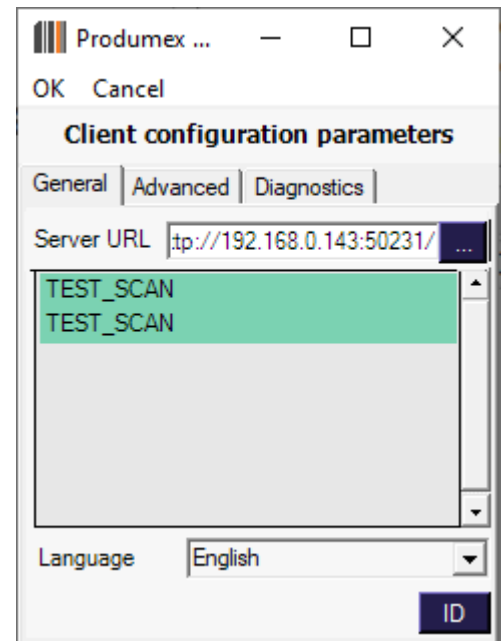 Produmex ...
OK Cancel
Client configuration parameters
General Advanced Diagnostics
Server URL tp://192.168.0.143:50231/ ...
TEST_SCAN
TEST_SCAN
Language English
ID